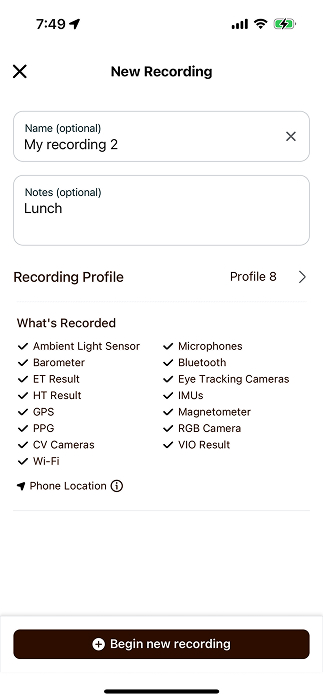 7:49
New Recording
Name (optional)
My recording 2
Notes (optional)
Lunch
Recording Profile Profile 8
What's Recorded
Ambient Light Sensor Microphones
Barometer Bluetooth
ET Result Eye Tracking Cameras
HT Result IMUs
GPS Magnetometer
PPG RGB Camera
CV Cameras VIO Result
Wi-Fi
Phone Location
Begin new recording